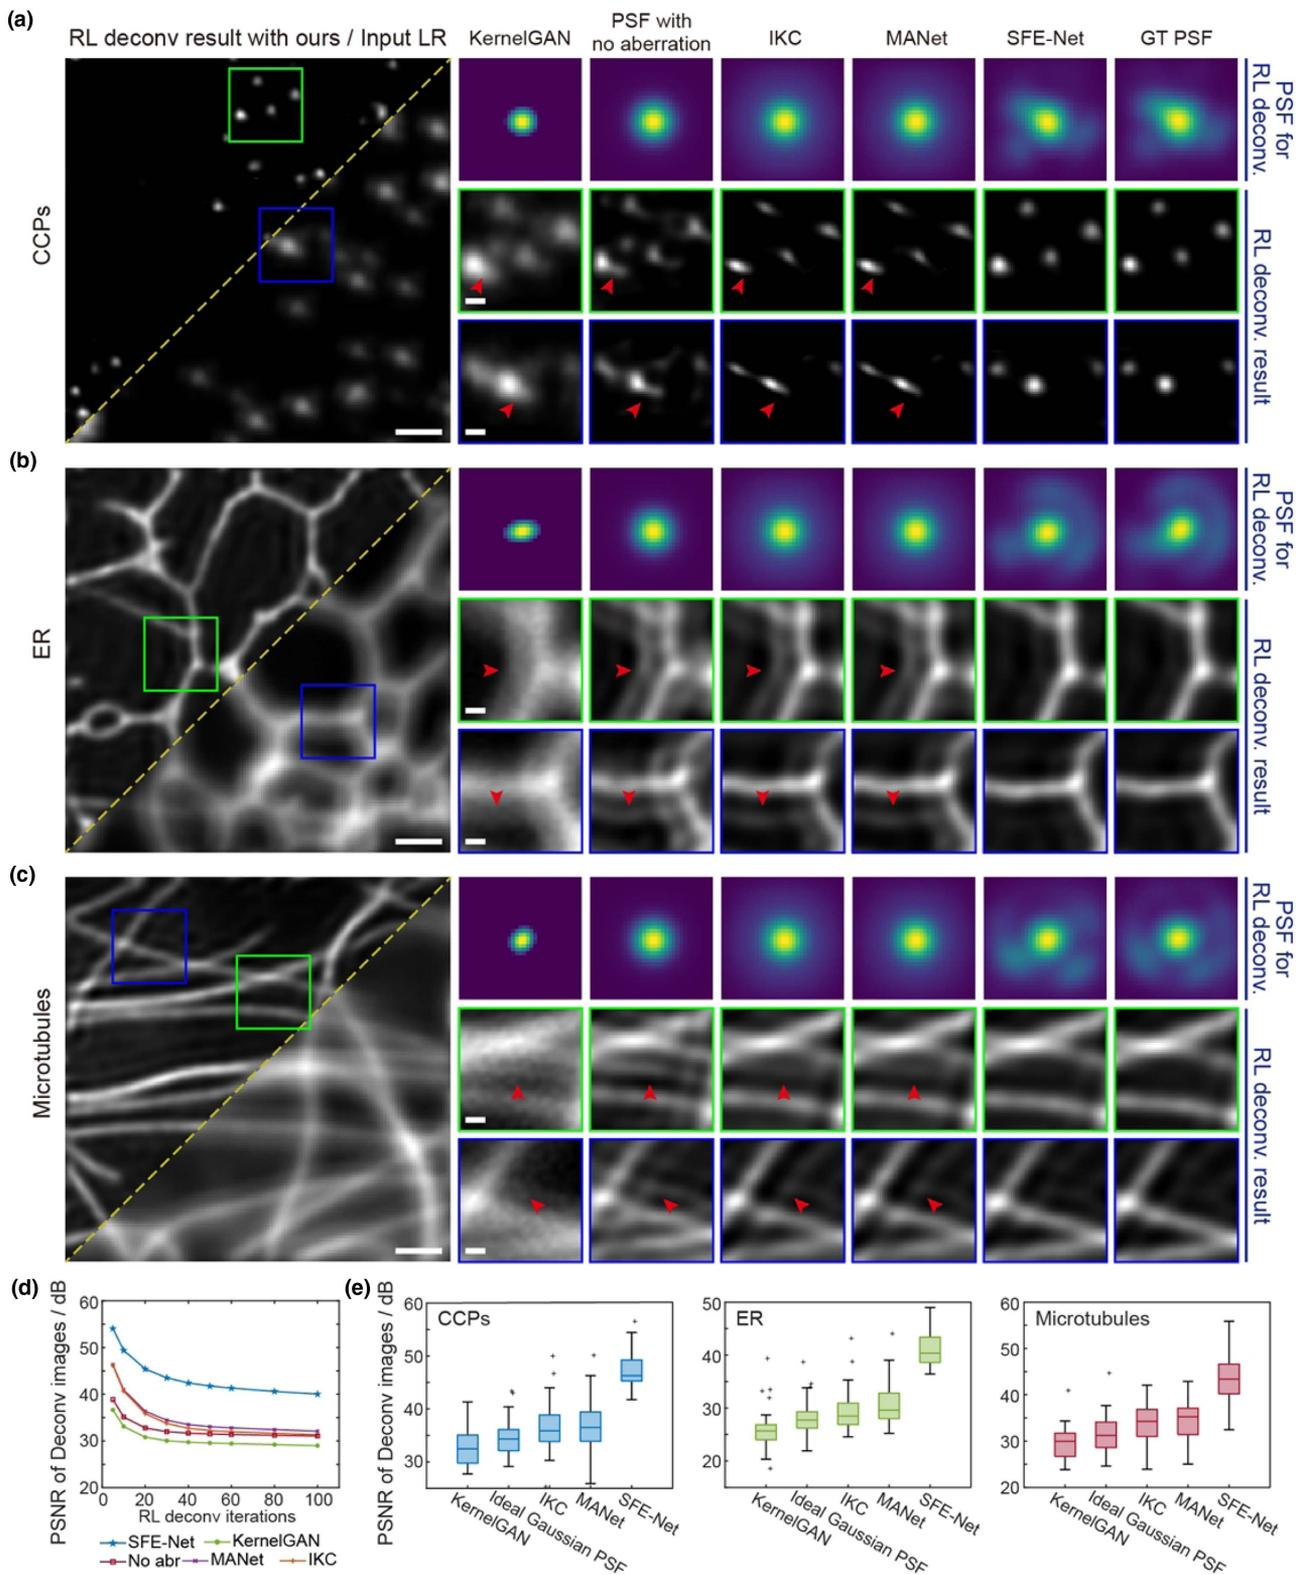 (a)
RL deconv result with ours / Input LR
KernelGAN
PSF with
no aberration
IKC
MANet
SFE-Net
GT PSF
CCPs
PSF for
RL deconv.
RL deconv. result
(b)
ER
PSF for
RL deconv.
RL deconv. result
(c)
Microtubules
PSF for
RL deconv.
RL deconv. result
(d)
PSNR of Deconv images / dB
60
50
40
30
20
0 20 40 60 80 100
RL deconv iterations
SFE-Net KernelGAN
No abr MANet IKC
(e)
PSNR of Deconv images / dB
CCPs
60
50
40
30
KernelGAN
Ideal Gaussian PSF
IKC
MANet
SFE-Net
ER
50
40
30
20
KernelGAN
Ideal Gaussian PSF
IKC
MANet
SFE-Net
Microtubules
60
50
40
30
20
KernelGAN
Ideal Gaussian PSF
IKC
MANet
SFE-Net